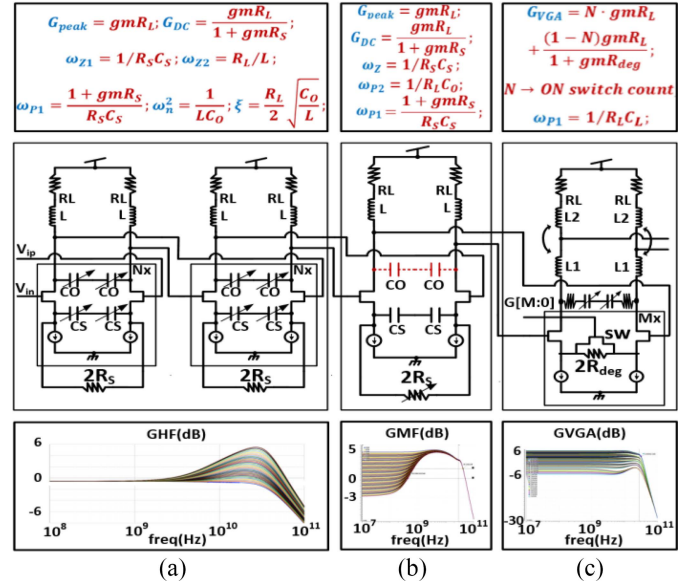 G_peak = gmR_L; G_DC = gmR_L / (1 + gmR_S);
ω_Z1 = 1/R_SC_S; ω_Z2 = R_L/L;
ω_P1 = (1 + gmR_S) / (R_SC_S); ω_n^2 = 1 / (LC_O); ξ = (R_L / 2) √(C_O / L);
G_peak = gmR_L;
G_DC = gmR_L / (1 + gmR_S);
ω_Z = 1/R_SC_S;
ω_P2 = 1/R_LC_O;
ω_P1 = (1 + gmR_S) / (R_SC_S);
G_VGA = N · gmR_L
+ (1 − N)gmR_L / (1 + gmR_deg);
N → ON switch count
ω_P1 = 1/R_LC_L;
RL RL
L L
V_ip
V_in
Nx
CO CO
CS CS
2R_S
RL RL
L L
Nx
CO CO
CS CS
2R_S
RL RL
L L
CO CO
CS CS
2R_S
RL RL
L2 L2
L1 L1
G[M:0]
Mx
SW
2R_deg
GHF(dB)
6
0
-6
10^8 10^9 10^10 10^11
freq(Hz)
GMF(dB)
5
0
-3
10^7 10^9 10^11
freq(Hz)
GVGA(dB)
6
0
-30
10^7 10^9 10^11
freq(Hz)
(a) (b) (c)